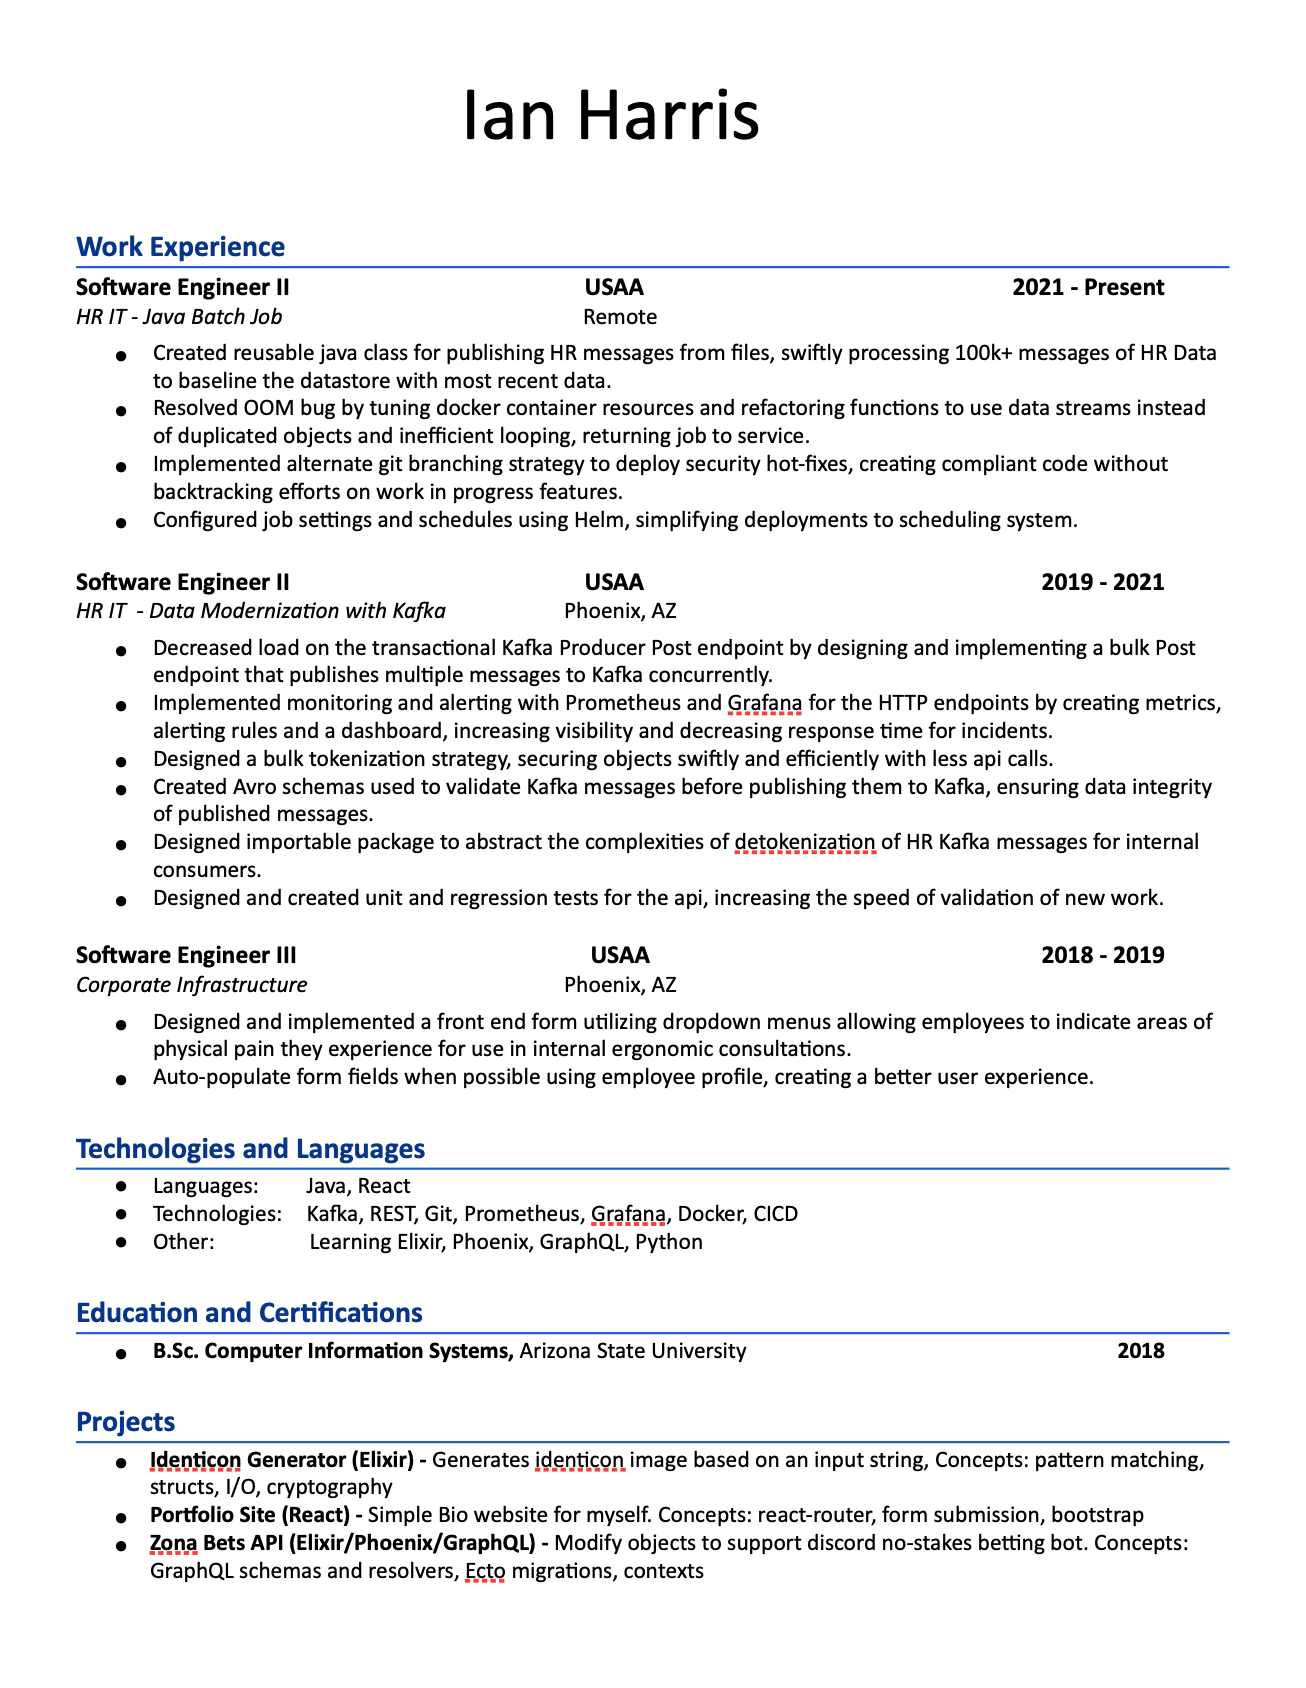 Ian Harris
Work Experience
Software Engineer II USAA 2021 - Present
HR IT - Java Batch Job Remote
● Created reusable java class for publishing HR messages from files, swiftly processing 100k+ messages of HR Data
to baseline the datastore with most recent data.
● Resolved OOM bug by tuning docker container resources and refactoring functions to use data streams instead
of duplicated objects and inefficient looping, returning job to service.
● Implemented alternate git branching strategy to deploy security hot-fixes, creating compliant code without
backtracking efforts on work in progress features.
● Configured job settings and schedules using Helm, simplifying deployments to scheduling system.
Software Engineer II USAA 2019 - 2021
HR IT - Data Modernization with Kafka Phoenix, AZ
● Decreased load on the transactional Kafka Producer Post endpoint by designing and implementing a bulk Post
endpoint that publishes multiple messages to Kafka concurrently.
● Implemented monitoring and alerting with Prometheus and Grafana for the HTTP endpoints by creating metrics,
alerting rules and a dashboard, increasing visibility and decreasing response time for incidents.
● Designed a bulk tokenization strategy, securing objects swiftly and efficiently with less api calls.
● Created Avro schemas used to validate Kafka messages before publishing them to Kafka, ensuring data integrity
of published messages.
● Designed importable package to abstract the complexities of detokenization of HR Kafka messages for internal
consumers.
● Designed and created unit and regression tests for the api, increasing the speed of validation of new work.
Software Engineer III USAA 2018 - 2019
Corporate Infrastructure Phoenix, AZ
● Designed and implemented a front end form utilizing dropdown menus allowing employees to indicate areas of
physical pain they experience for use in internal ergonomic consultations.
● Auto-populate form fields when possible using employee profile, creating a better user experience.
Technologies and Languages
● Languages: Java, React
● Technologies: Kafka, REST, Git, Prometheus, Grafana, Docker, CICD
● Other: Learning Elixir, Phoenix, GraphQL, Python
Education and Certifications
● B.Sc. Computer Information Systems, Arizona State University 2018
Projects
● Identicon Generator (Elixir) - Generates identicon image based on an input string, Concepts: pattern matching,
structs, I/O, cryptography
● Portfolio Site (React) - Simple Bio website for myself. Concepts: react-router, form submission, bootstrap
● Zona Bets API (Elixir/Phoenix/GraphQL) - Modify objects to support discord no-stakes betting bot. Concepts:
GraphQL schemas and resolvers, Ecto migrations, contexts